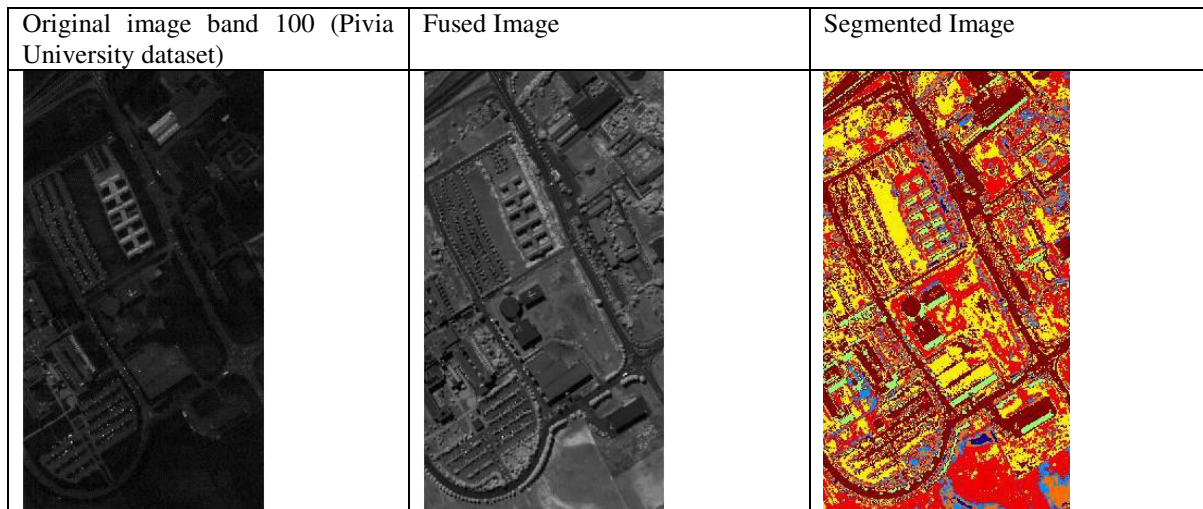 Original image band 100 (Pivia
University dataset)
Fused Image
Segmented Image